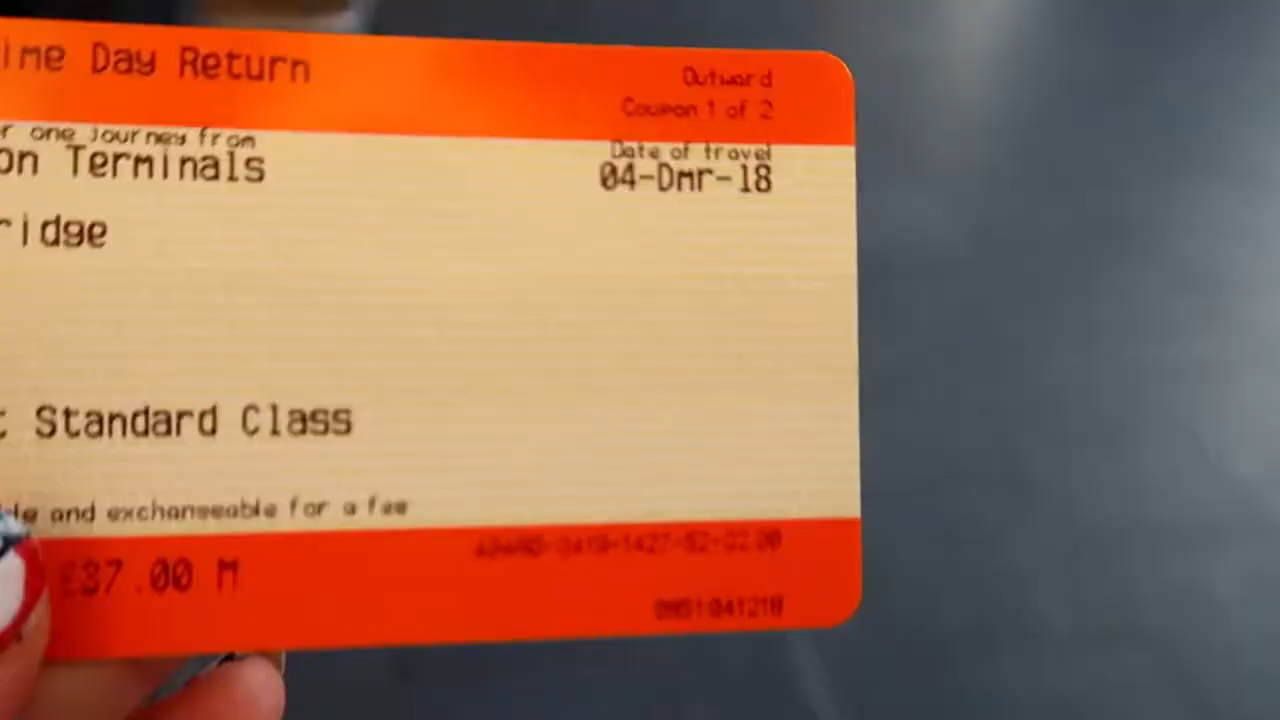 ime Day Return
Outward
Coupon 1 of 2
r one journey from
on Terminals
Date of travel
04-Dmr-18
ridge
t Standard Class
le and exchangeable for a fee
£37.00 M